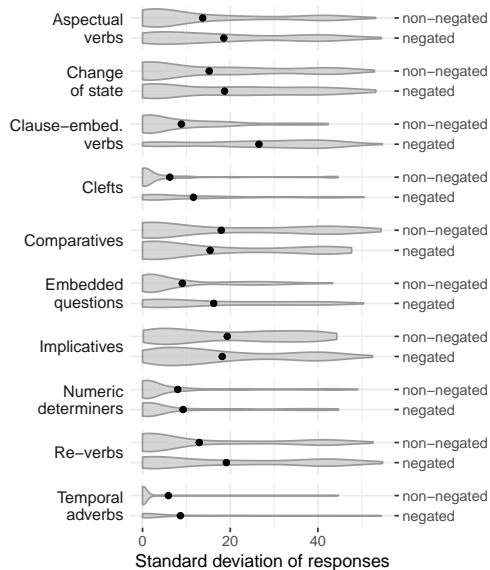 Aspectual
verbs
non−negated
negated
Change
of state
non−negated
negated
Clause−embed.
verbs
non−negated
negated
Clefts
non−negated
negated
Comparatives
non−negated
negated
Embedded
questions
non−negated
negated
Implicatives
non−negated
negated
Numeric
determiners
non−negated
negated
Re−verbs
non−negated
negated
Temporal
adverbs
non−negated
negated
0 20 40
Standard deviation of responses